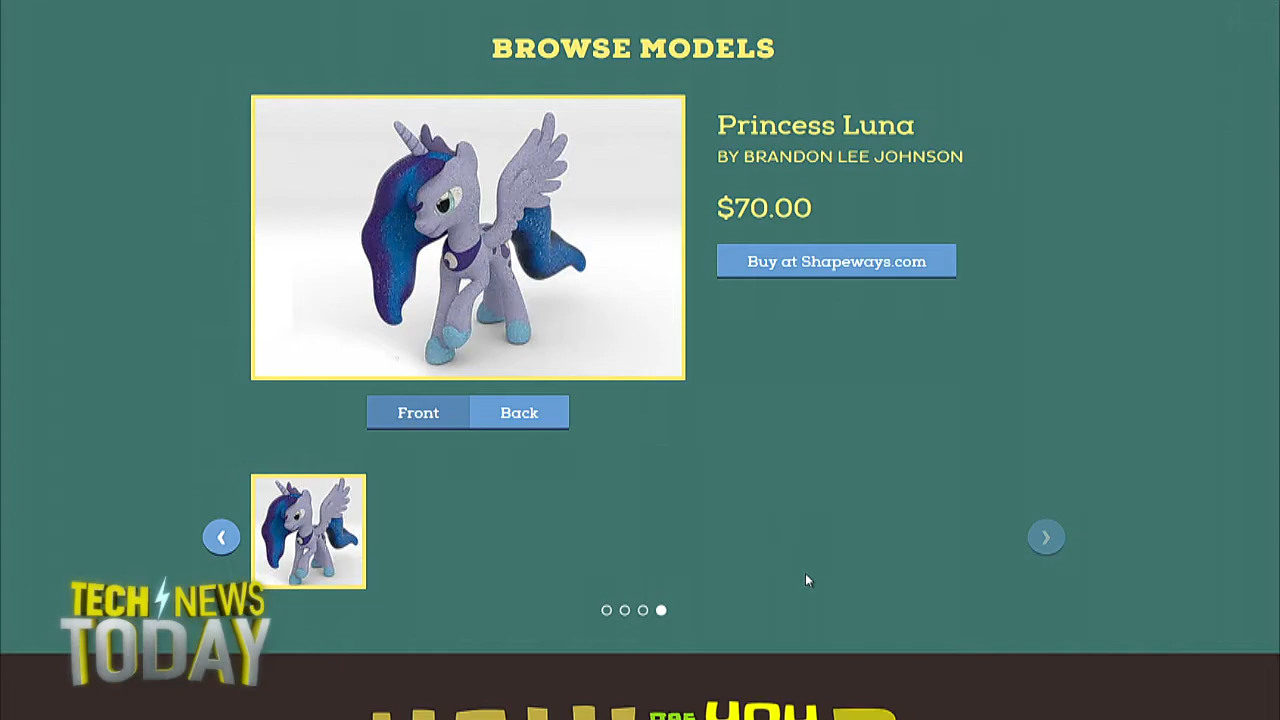 BROWSE MODELS
Princess Luna
BY BRANDON LEE JOHNSON
$70.00
Buy at Shapeways.com
Front
Back
TECH NEWS
TODAY